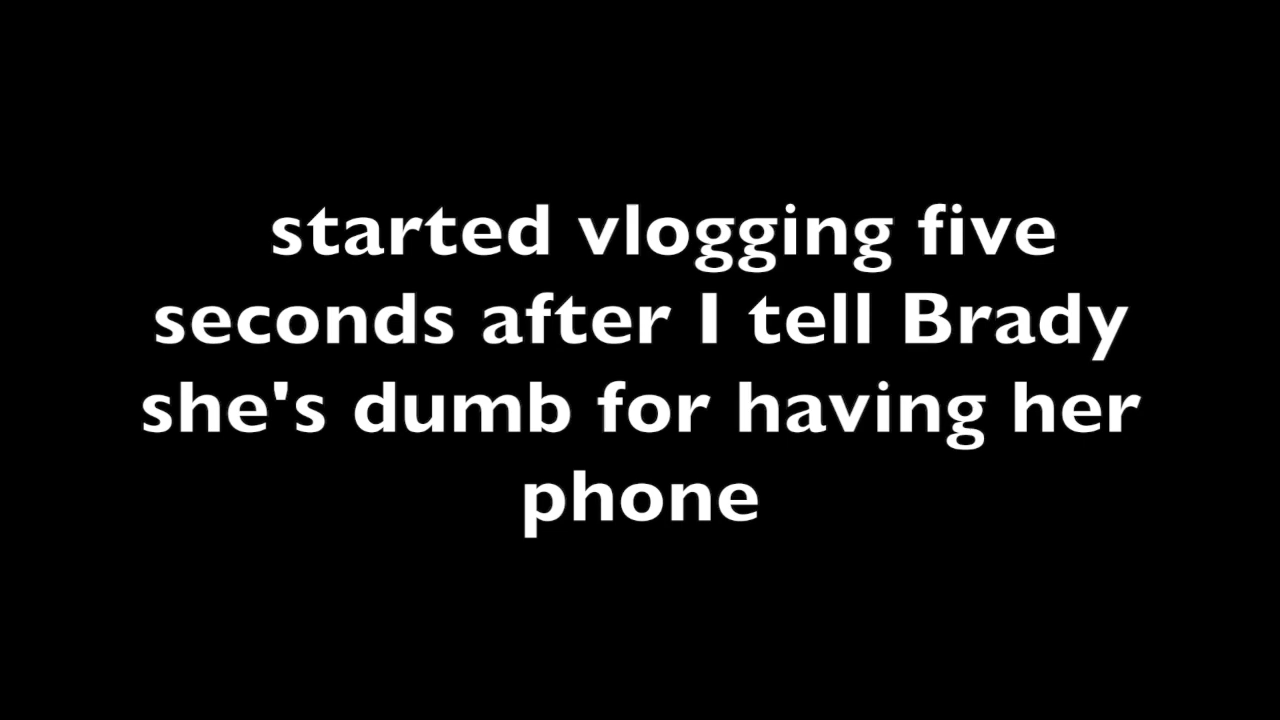 started vlogging five
seconds after I tell Brady
she's dumb for having her
phone